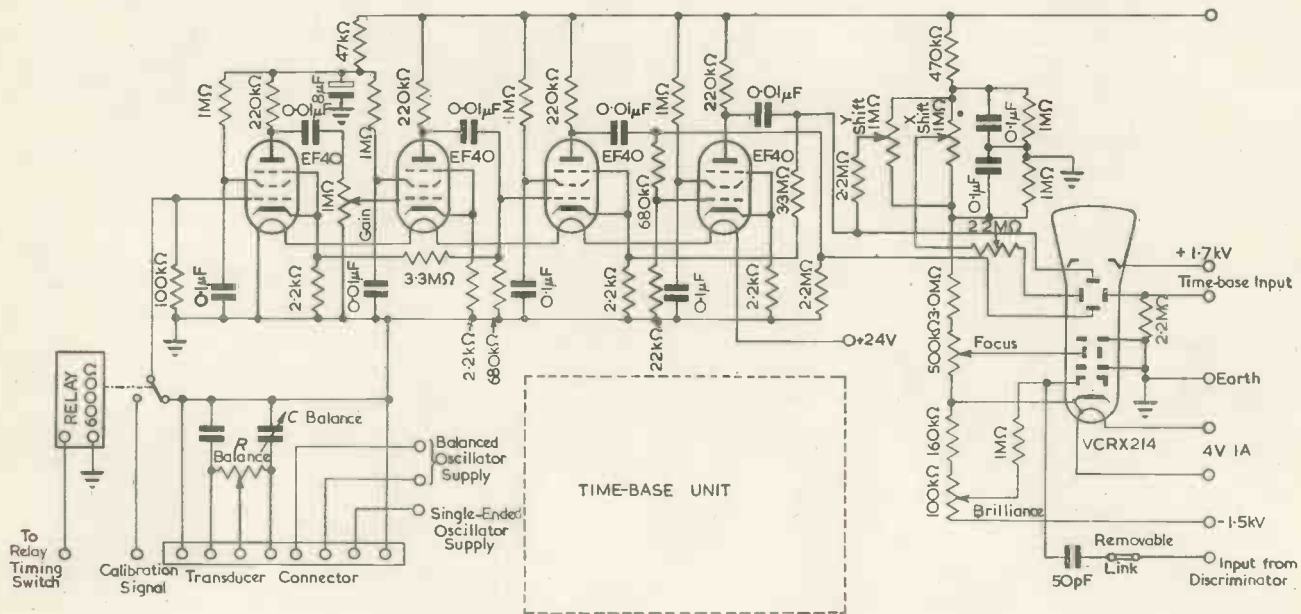 47kΩ
1MΩ
220kΩ
0·01µF
8µF
1MΩ
220kΩ
0·01µF
1MΩ
220kΩ
0·01µF
1MΩ
220kΩ
0·01µF
Y Shift
1MΩ
X Shift
1MΩ
470kΩ
0·1µF
0·1µF
1MΩ
1MΩ
EF40
EF40
EF40
EF40
1MΩ
Gain
680kΩ
3·3MΩ
2·2MΩ
2.2MΩ
100kΩ
0·1µF
2·2kΩ
0·01µF
3.3MΩ
2·2kΩ
680kΩ
0·1µF
2·2kΩ
22kΩ
0·1µF
2·2kΩ
2·2MΩ
+24V
3·0MΩ
500kΩ
Focus
+1.7kV
Time-base Input
2·2MΩ
Earth
RELAY
6000Ω
C Balance
R
Balance
Balanced
Oscillator
Supply
Single-Ended
Oscillator
Supply
TIME-BASE UNIT
160kΩ
1MΩ
VCRX214
4V 1A
100kΩ
Brilliance
-1.5kV
To
Relay
Timing
Switch
Calibration
Signal
Transducer Connector
50pF
Removable
Link
Input from
Discriminator